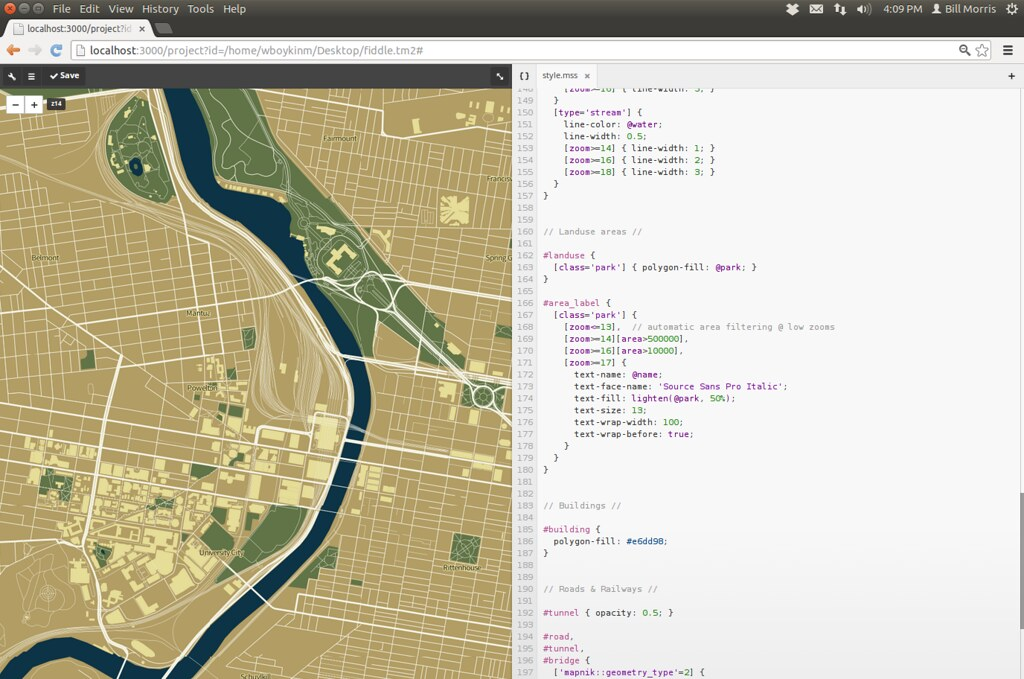 File Edit View History Tools Help
4:09 PM Bill Morris
localhost:3000/project?id=
localhost:3000/project?id=/home/wboykinm/Desktop/fiddle.tm2#
Save
{} style.mss
z14
Fairmount
Belmont
Mantua
Powelton
University City
Rittenhouse
148 [zoom>=16] { line-width: 3; }
149 }
150 [type='stream'] {
151 line-color: @water;
152 line-width: 0.5;
153 [zoom>=14] { line-width: 1; }
154 [zoom>=16] { line-width: 2; }
155 [zoom>=18] { line-width: 3; }
156 }
157 }
158
159
160 // Landuse areas //
161
162 #landuse {
163 [class='park'] { polygon-fill: @park; }
164 }
165
166 #area_label {
167 [class='park'] {
168 [zoom<=13], // automatic area filtering @ low zooms
169 [zoom>=14][area>500000],
170 [zoom>=16][area>10000],
171 [zoom>=17] {
172 text-name: @name;
173 text-face-name: 'Source Sans Pro Italic';
174 text-fill: lighten(@park, 50%);
175 text-size: 13;
176 text-wrap-width: 100;
177 text-wrap-before: true;
178 }
179 }
180 }
181
182
183 // Buildings //
184
185 #building {
186 polygon-fill: #e6dd98;
187 }
188
189
190 // Roads & Railways //
191
192 #tunnel { opacity: 0.5; }
193
194 #road,
195 #tunnel,
196 #bridge {
197 ['mapnik::geometry_type'=2] {